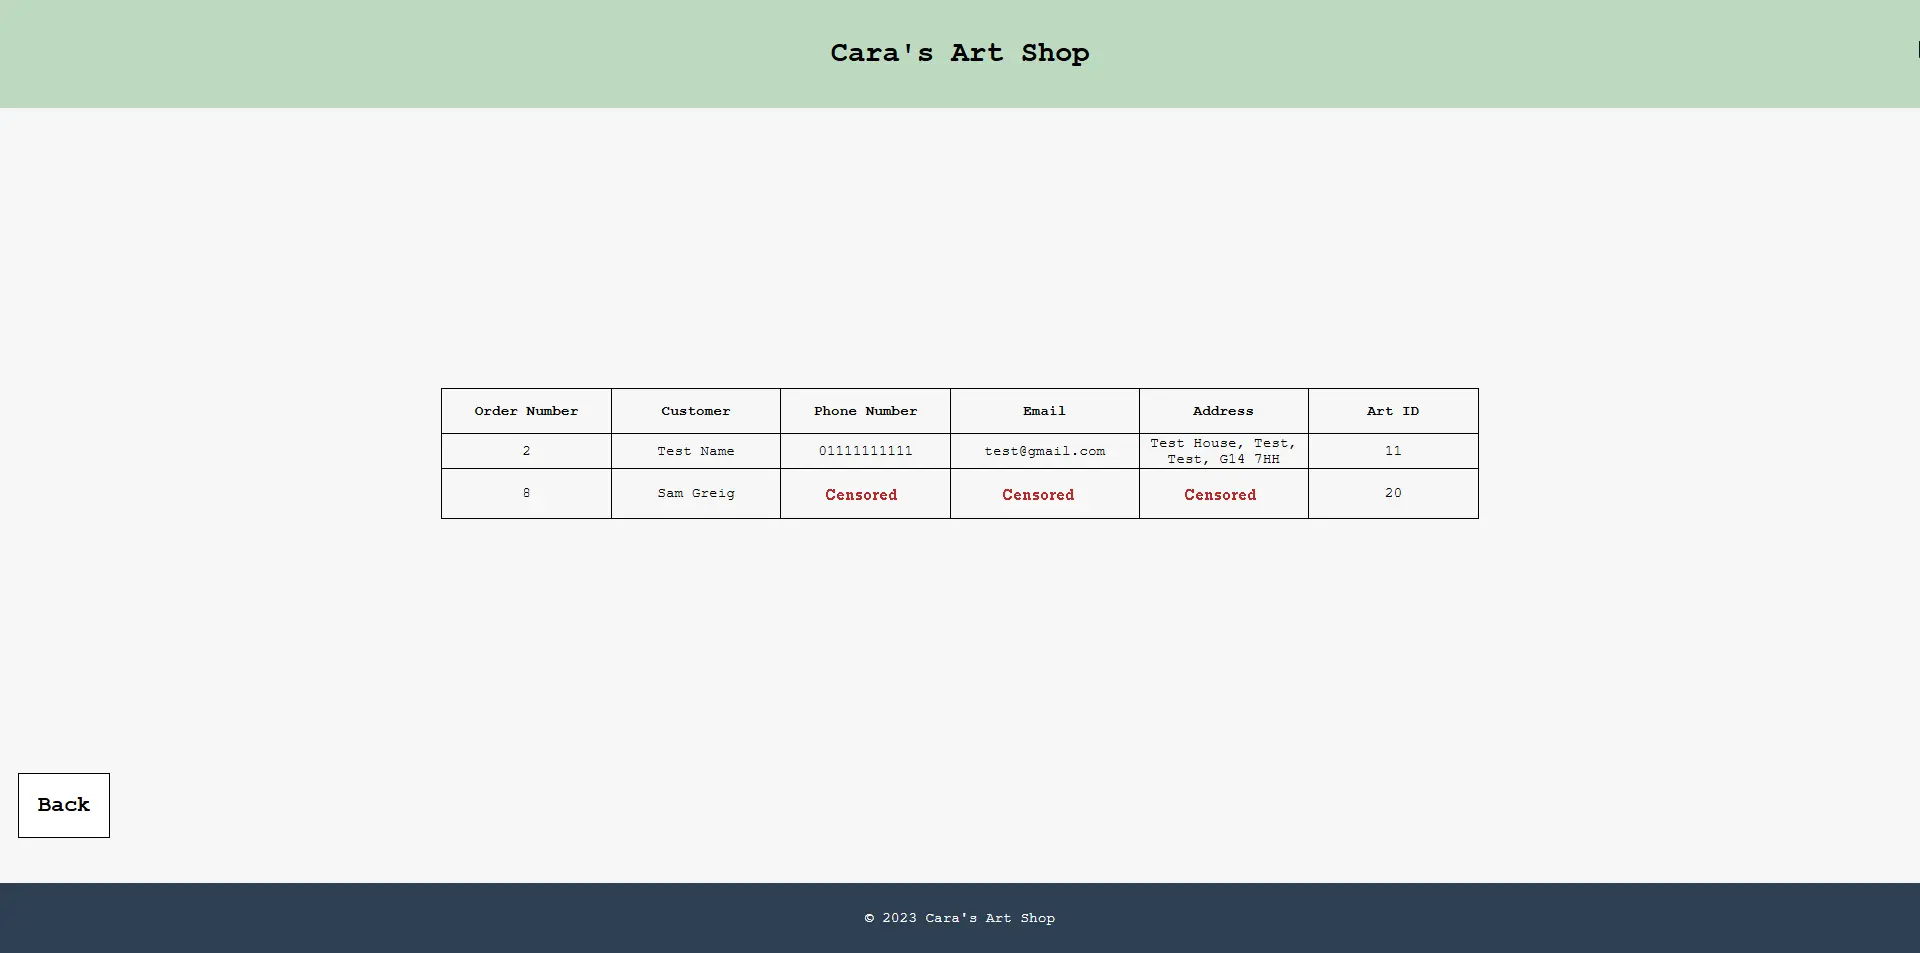 Cara's Art Shop
Order Number Customer Phone Number Email Address Art ID
2 Test Name 01111111111 test@gmail.com Test House, Test, Test, G14 7HH 11
8 Sam Greig Censored Censored Censored 20
Back
© 2023 Cara's Art Shop